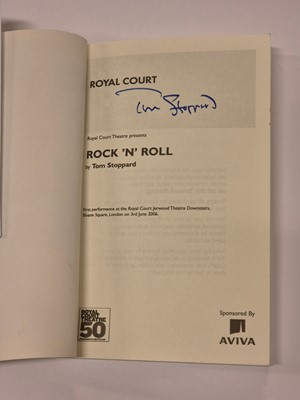 ROYAL COURT
Tom Stoppard
Royal Court Theatre presents
ROCK 'N' ROLL
by Tom Stoppard
First performance at the Royal Court Jerwood Theatre Downstairs,
Sloane Square, London on 3rd June 2006.
ROYAL
COURT
THEATRE
50
Sponsored By
AVIVA